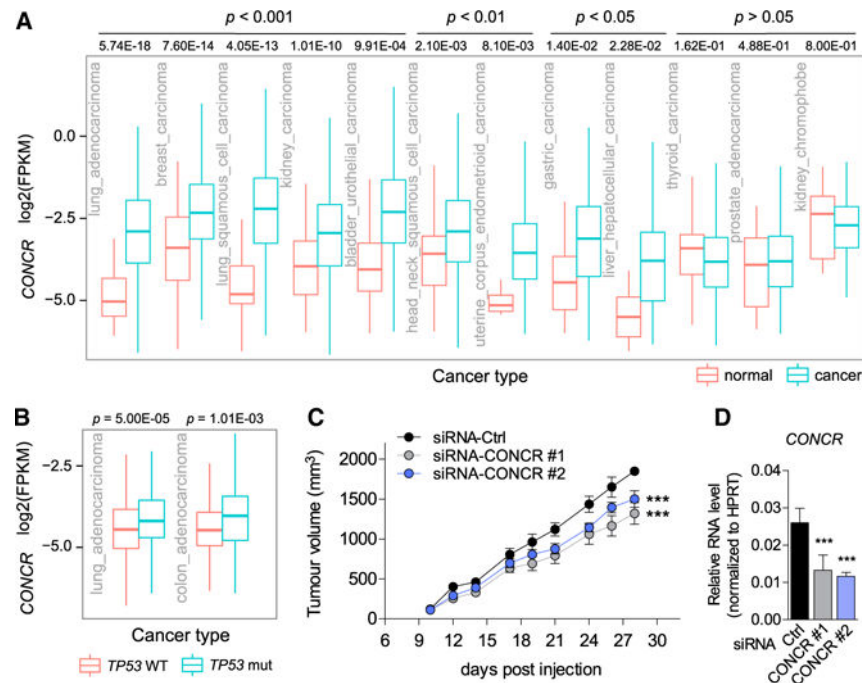 A
p < 0.001 p < 0.01 p < 0.05 p > 0.05
5.74E-18 7.60E-14 4.05E-13 1.01E-10 9.91E-04 2.10E-03 8.10E-03 1.40E-02 2.28E-02 1.62E-01 4.88E-01 8.00E-01
lung_adenocarcinoma
breast_carcinoma
lung_squamous_cell_carcinoma
kidney_carcinoma
bladder_urothelial_carcinoma
head_neck_squamous_cell_carcinoma
uterine_corpus_endometrioid_carcinoma
gastric_carcinoma
liver_hepatocellular_carcinoma
thyroid_carcinoma
prostate_adenocarcinoma
kidney_chromophobe
CONCR log2(FPKM)
0.0
−2.5
−5.0
Cancer type
normal cancer
B
p = 5.00E-05 p = 1.01E-03
lung_adenocarcinoma
colon_adenocarcinoma
CONCR log2(FPKM)
−2.5
−5.0
Cancer type
TP53 WT TP53 mut
C
siRNA-Ctrl
siRNA-CONCR #1
siRNA-CONCR #2
Tumour volume (mm³)
2000
1500
1000
500
0
***
***
6 9 12 15 18 21 24 27 30
days post injection
D
CONCR
Relative RNA level
(normalized to HPRT)
0.04
0.03
0.02
0.01
0.00
*** ***
siRNA
Ctrl
CONCR #1
CONCR #2